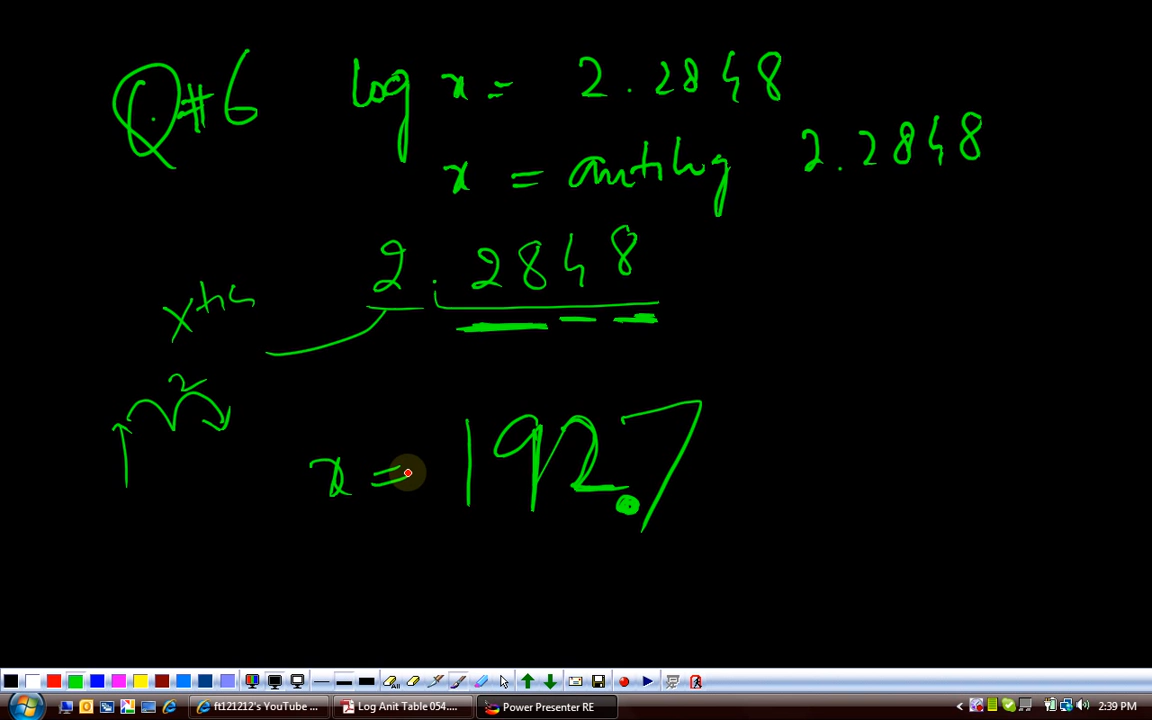 Q#6 log x = 2.2848
x = antilog 2.2848
2.2848
xtics
2
x = 192.7
ft121212's YouTube ... Log Anit Table 054.... Power Presenter RE 2:39 PM